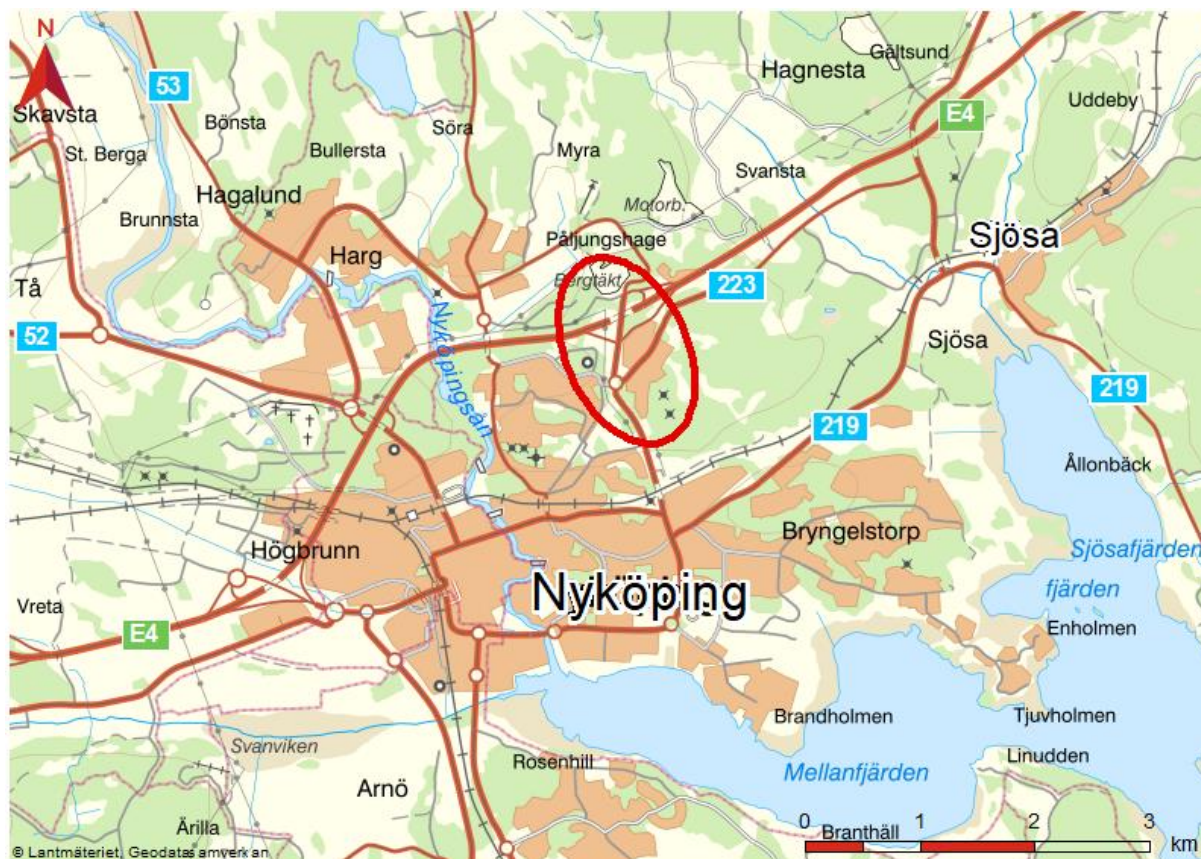 N
53
Skavsta
Bönsta
Söra
Hagnesta
Gältsund
Uddeby
E4
St. Berga
Bullersta
Myra
Svansta
Hagalund
Motorb.
Brunnsta
Harg
Påljungshage
Sjösa
Bergtäkt
223
Tå
52
Nyköpingsån
Sjösa
219
219
Ållonbäck
Högbrunn
Bryngelstorp
Sjösafjärden
fjärden
Nyköping
Vreta
E4
Enholmen
Brandholmen
Tjuvholmen
Svanviken
Rosenhill
Linudden
Mellanfjärden
Arnö
Ärilla
Branthäll
0 1 2 3
km
© Lantmäteriet, Geodatasamverkan